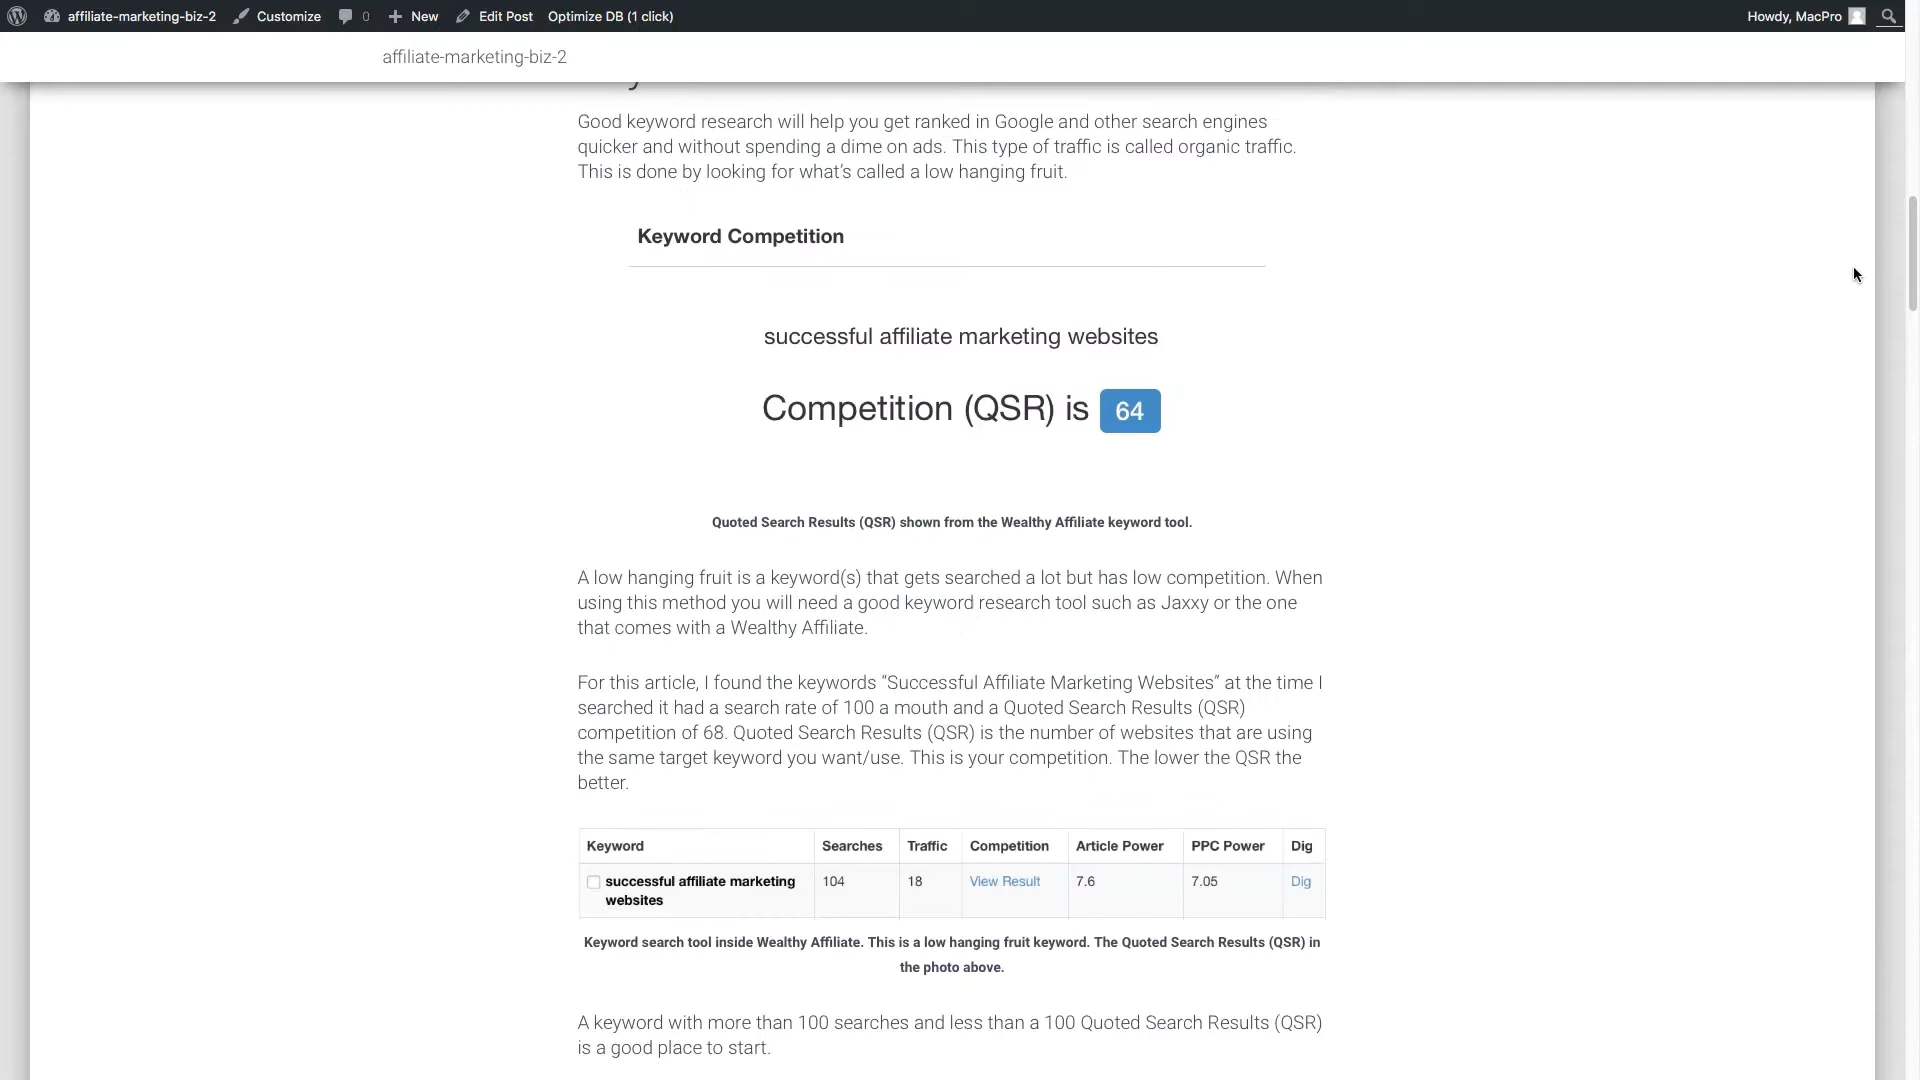 affiliate-marketing-biz-2 Customize 0 New Edit Post Optimize DB (1 click) Howdy, MacPro
affiliate-marketing-biz-2
Good keyword research will help you get ranked in Google and other search engines
quicker and without spending a dime on ads. This type of traffic is called organic traffic.
This is done by looking for what's called a low hanging fruit.
Keyword Competition
successful affiliate marketing websites
Competition (QSR) is 64
Quoted Search Results (QSR) shown from the Wealthy Affiliate keyword tool.
A low hanging fruit is a keyword(s) that gets searched a lot but has low competition. When
using this method you will need a good keyword research tool such as Jaxxy or the one
that comes with a Wealthy Affiliate.
For this article, I found the keywords “Successful Affiliate Marketing Websites” at the time I
searched it had a search rate of 100 a mouth and a Quoted Search Results (QSR)
competition of 68. Quoted Search Results (QSR) is the number of websites that are using
the same target keyword you want/use. This is your competition. The lower the QSR the
better.
Keyword Searches Traffic Competition Article Power PPC Power Dig
successful affiliate marketing 104 18 View Result 7.6 7.05 Dig
websites
Keyword search tool inside Wealthy Affiliate. This is a low hanging fruit keyword. The Quoted Search Results (QSR) in
the photo above.
A keyword with more than 100 searches and less than a 100 Quoted Search Results (QSR)
is a good place to start.